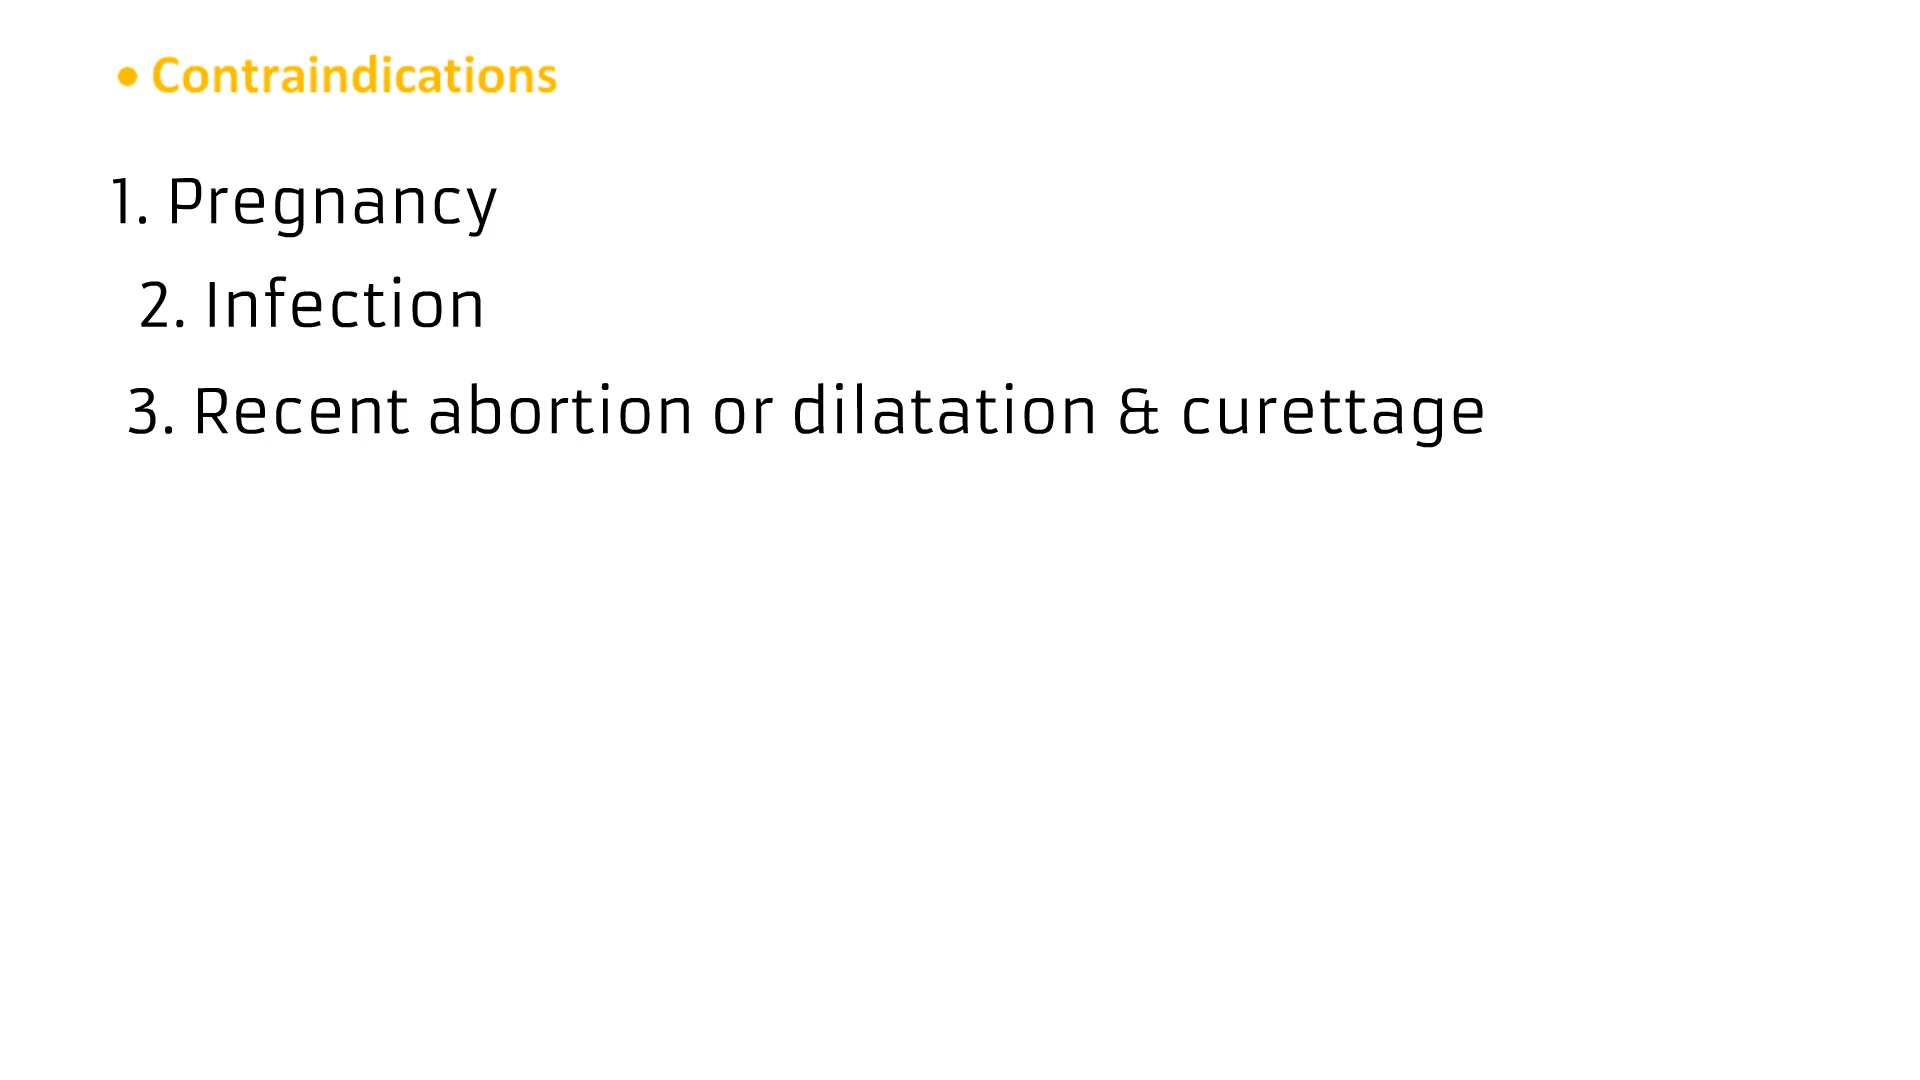 • Contraindications
1. Pregnancy
2. Infection
3. Recent abortion or dilatation & curettage